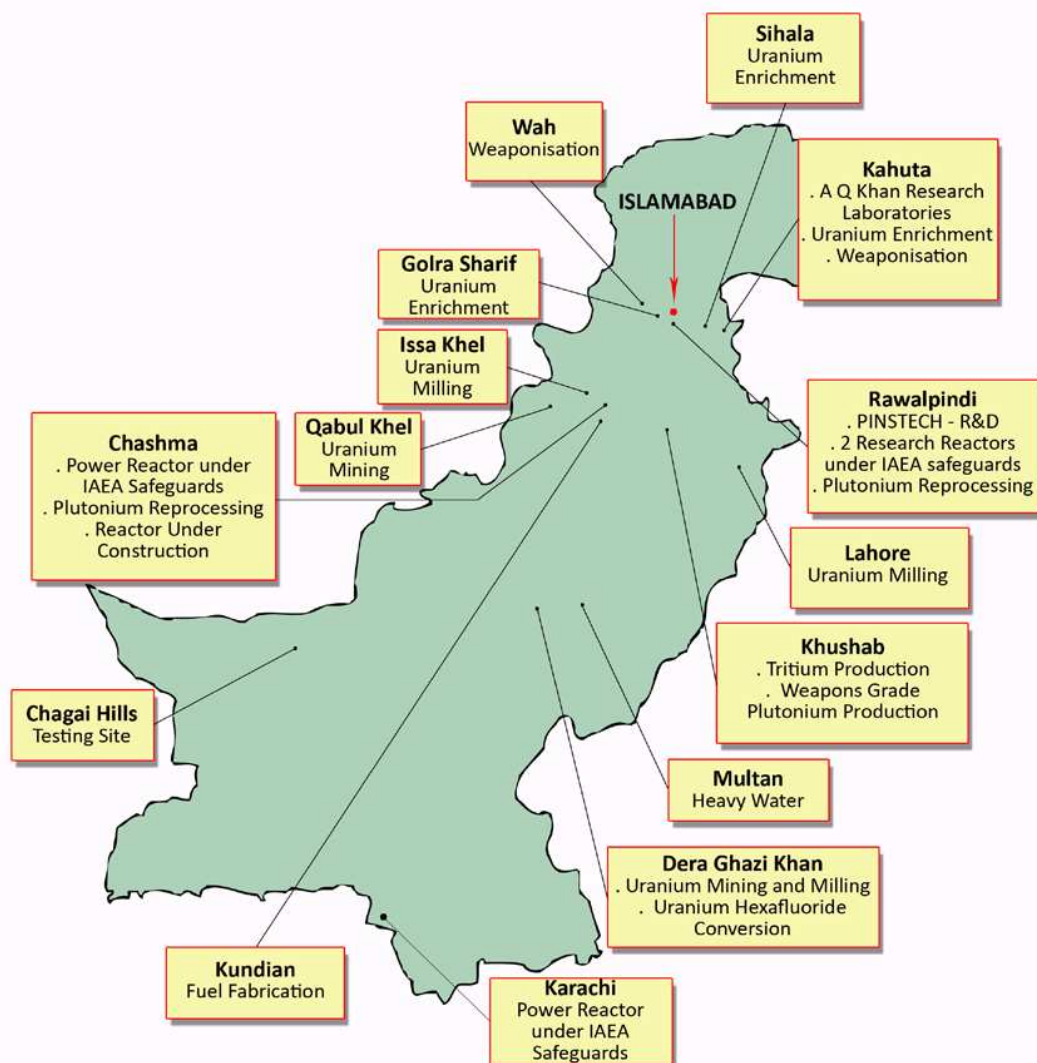 Sihala
Uranium
Enrichment
Wah
Weaponisation
Kahuta
. A Q Khan Research
Laboratories
. Uranium Enrichment
. Weaponisation
ISLAMABAD
Golra Sharif
Uranium
Enrichment
Issa Khel
Uranium
Milling
Rawalpindi
. PINSTECH - R&D
. 2 Research Reactors
under IAEA safeguards
. Plutonium Reprocessing
Qabul Khel
Uranium
Mining
Chashma
. Power Reactor under
IAEA Safeguards
. Plutonium Reprocessing
. Reactor Under
Construction
Lahore
Uranium Milling
Khushab
. Tritium Production
. Weapons Grade
Plutonium Production
Chagai Hills
Testing Site
Multan
Heavy Water
Dera Ghazi Khan
. Uranium Mining and Milling
. Uranium Hexafluoride
Conversion
Kundian
Fuel Fabrication
Karachi
Power Reactor
under IAEA
Safeguards